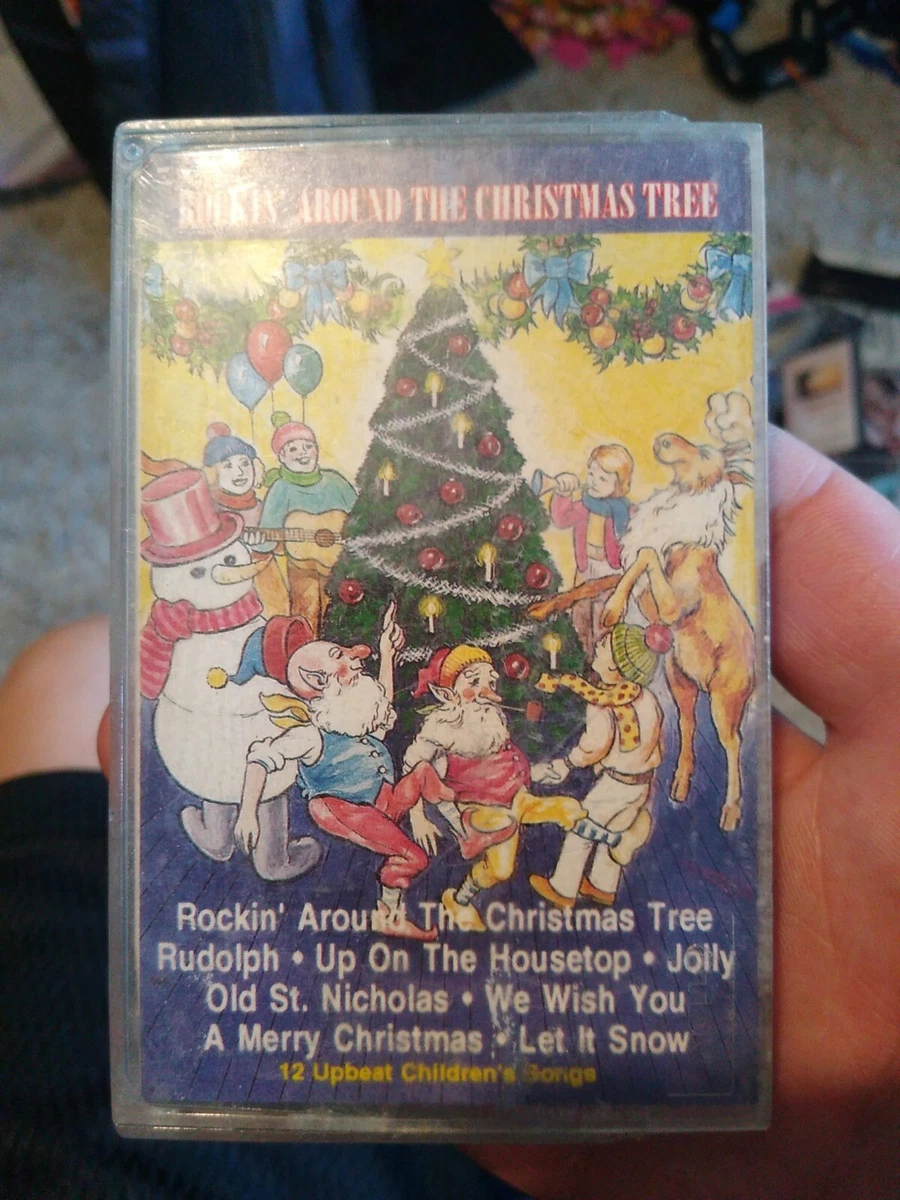 ROCKIN' AROUND THE CHRISTMAS TREE
Rockin' Around The Christmas Tree
Rudolph • Up On The Housetop • Jolly
Old St. Nicholas • We Wish You
A Merry Christmas • Let It Snow
12 Upbeat Children's Songs